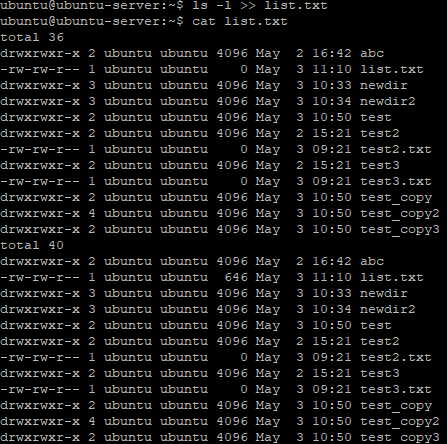 ubuntu@ubuntu-server:~$ ls -l >> list.txt
ubuntu@ubuntu-server:~$ cat list.txt
total 36
drwxrwxr-x 2 ubuntu ubuntu 4096 May  2 16:42 abc
-rw-rw-r-- 1 ubuntu ubuntu    0 May  3 11:10 list.txt
drwxrwxr-x 3 ubuntu ubuntu 4096 May  3 10:33 newdir
drwxrwxr-x 3 ubuntu ubuntu 4096 May  3 10:34 newdir2
drwxrwxr-x 2 ubuntu ubuntu 4096 May  3 10:50 test
drwxrwxr-x 2 ubuntu ubuntu 4096 May  2 15:21 test2
-rw-rw-r-- 1 ubuntu ubuntu    0 May  3 09:21 test2.txt
drwxrwxr-x 2 ubuntu ubuntu 4096 May  2 15:21 test3
-rw-rw-r-- 1 ubuntu ubuntu    0 May  3 09:21 test3.txt
drwxrwxr-x 2 ubuntu ubuntu 4096 May  3 10:50 test_copy
drwxrwxr-x 4 ubuntu ubuntu 4096 May  3 10:50 test_copy2
drwxrwxr-x 2 ubuntu ubuntu 4096 May  3 10:50 test_copy3
total 40
drwxrwxr-x 2 ubuntu ubuntu 4096 May  2 16:42 abc
-rw-rw-r-- 1 ubuntu ubuntu  646 May  3 11:10 list.txt
drwxrwxr-x 3 ubuntu ubuntu 4096 May  3 10:33 newdir
drwxrwxr-x 3 ubuntu ubuntu 4096 May  3 10:34 newdir2
drwxrwxr-x 2 ubuntu ubuntu 4096 May  3 10:50 test
drwxrwxr-x 2 ubuntu ubuntu 4096 May  2 15:21 test2
-rw-rw-r-- 1 ubuntu ubuntu    0 May  3 09:21 test2.txt
drwxrwxr-x 2 ubuntu ubuntu 4096 May  2 15:21 test3
-rw-rw-r-- 1 ubuntu ubuntu    0 May  3 09:21 test3.txt
drwxrwxr-x 2 ubuntu ubuntu 4096 May  3 10:50 test_copy
drwxrwxr-x 4 ubuntu ubuntu 4096 May  3 10:50 test_copy2
drwxrwxr-x 2 ubuntu ubuntu 4096 May  3 10:50 test_copy3